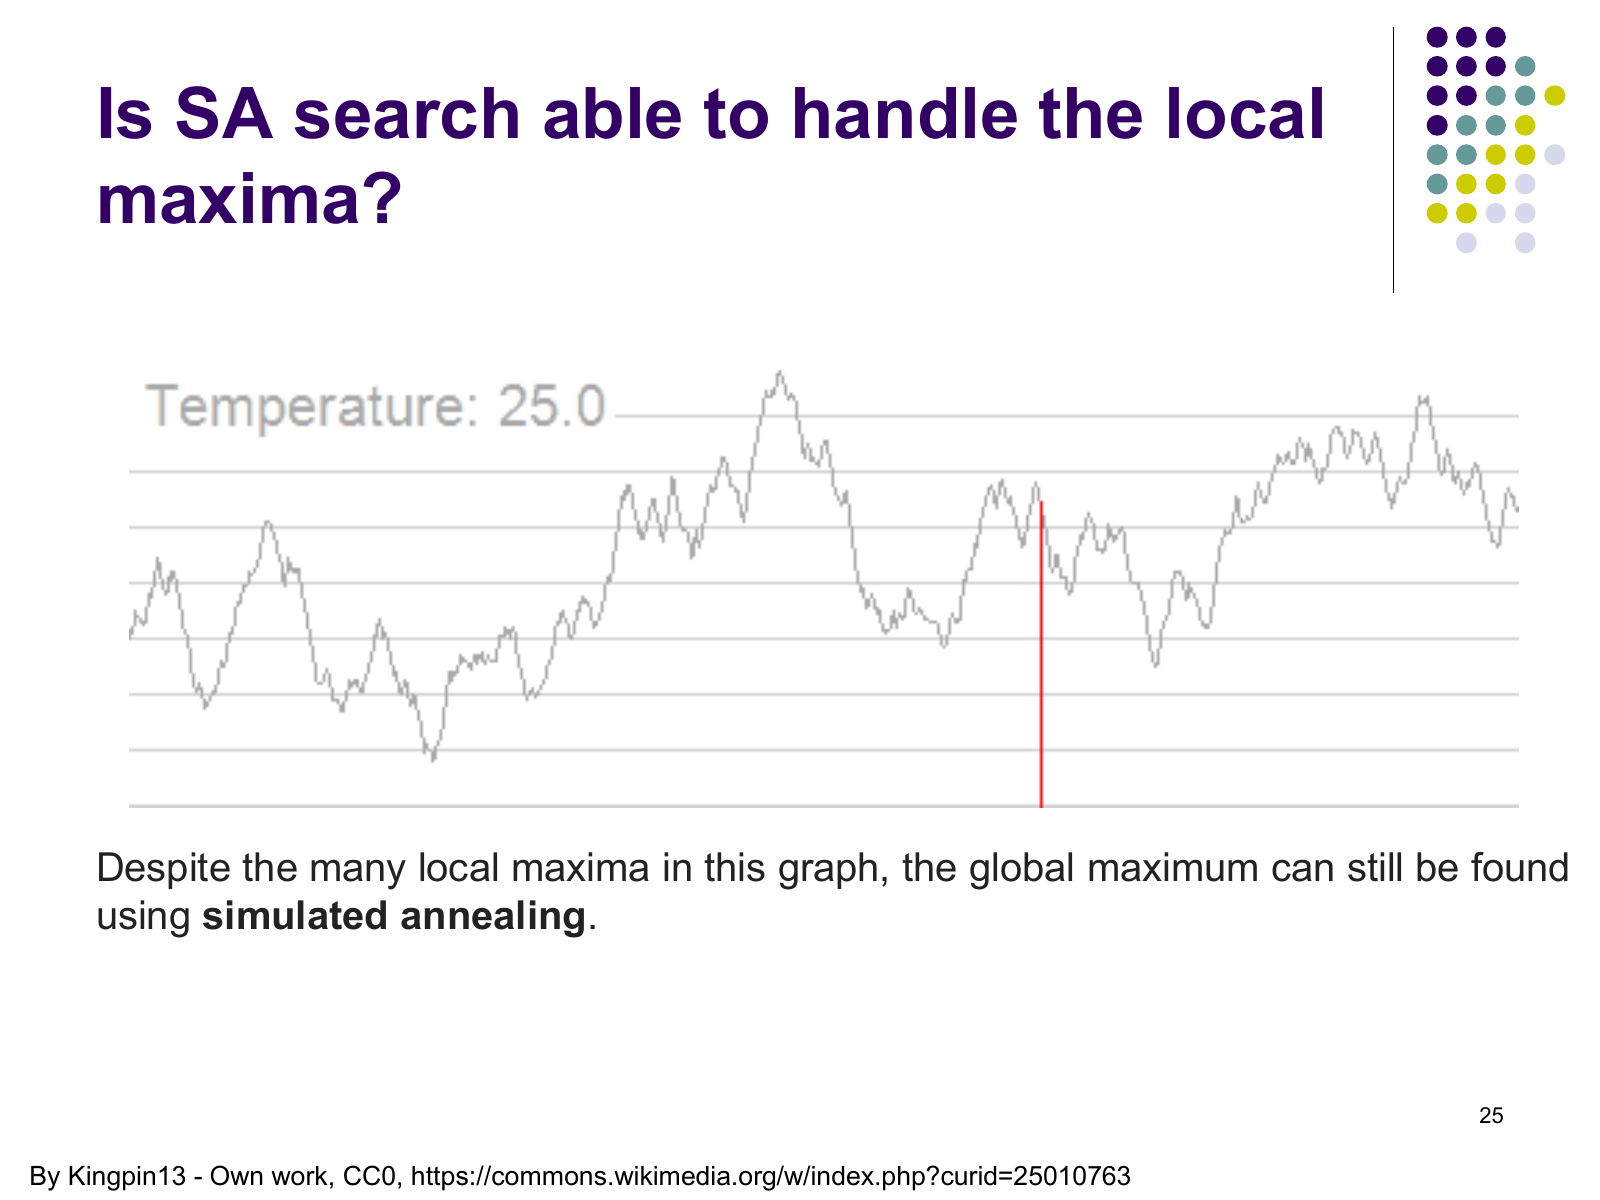 Is SA search able to handle the local
maxima?
Temperature: 25.0
Despite the many local maxima in this graph, the global maximum can still be found
using simulated annealing.
25
By Kingpin13 - Own work, CC0, https://commons.wikimedia.org/w/index.php?curid=25010763